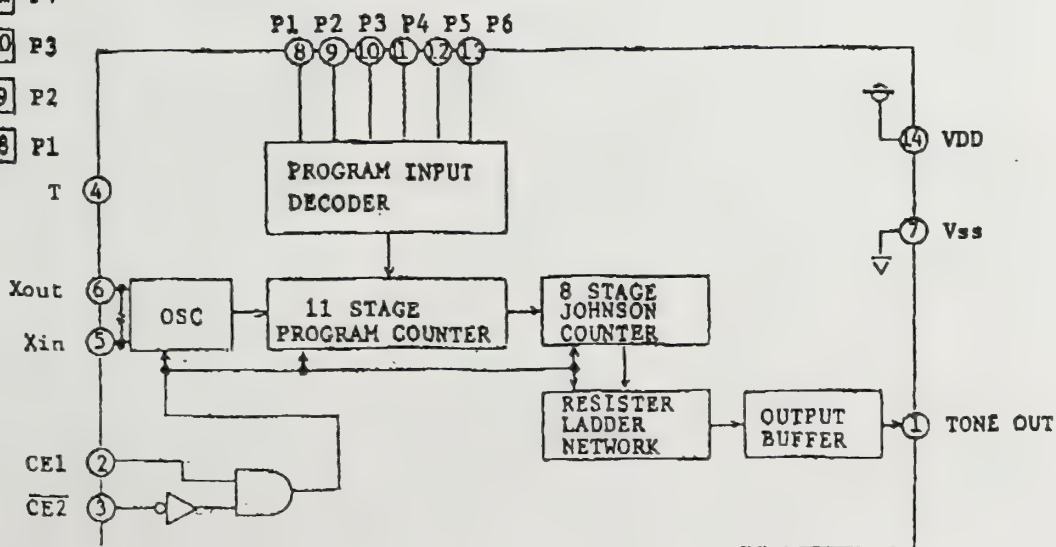 P1 P2 P3 P4 P5 P6
8 9 10 11 12 13
P3
P2
8 P1
T 4
PROGRAM INPUT
DECODER
14 VDD
7 Vss
Xout 6
Xin 5
OSC
11 STAGE
PROGRAM COUNTER
8 STAGE
JOHNSON
COUNTER
RESISTER
LADDER
NETWORK
OUTPUT
BUFFER
1 TONE OUT
CE1 2
CE2 3